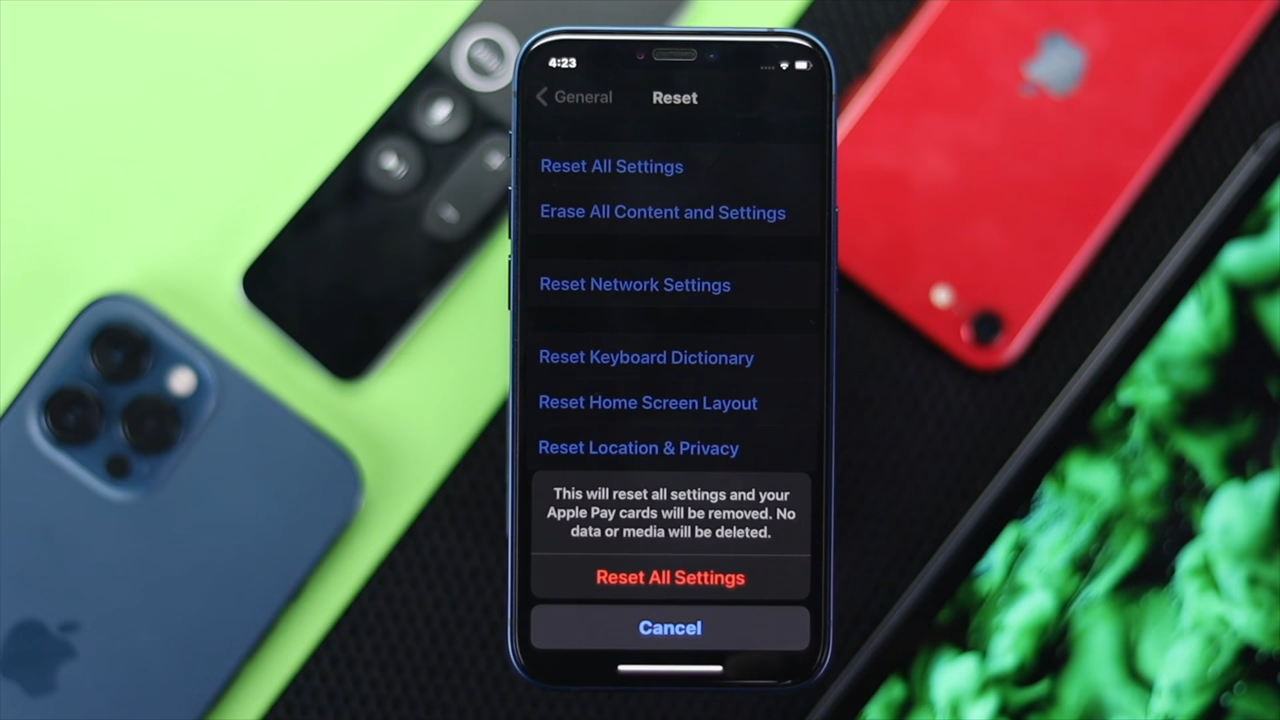 4:23
General
Reset
Reset All Settings
Erase All Content and Settings
Reset Network Settings
Reset Keyboard Dictionary
Reset Home Screen Layout
Reset Location & Privacy
This will reset all settings and your
Apple Pay cards will be removed. No
data or media will be deleted.
Reset All Settings
Cancel